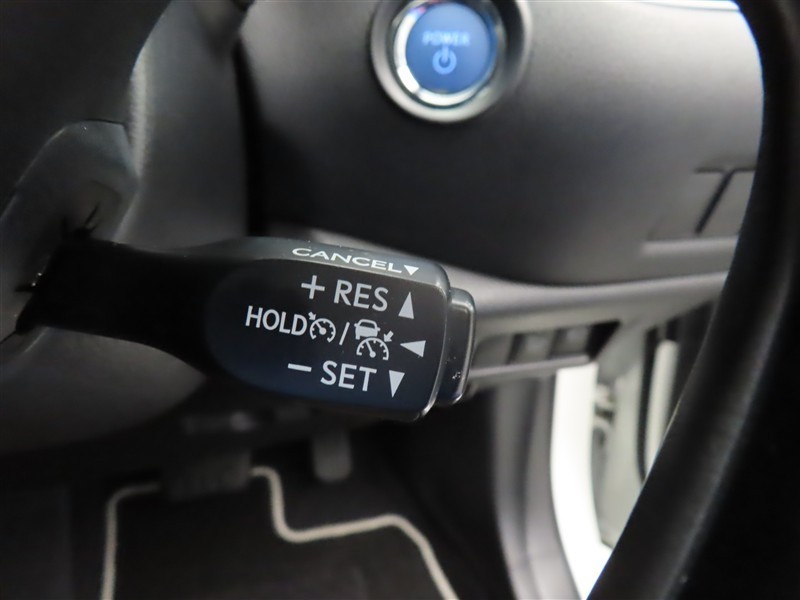 POWER
CANCEL▼
+ RES ▲
HOLD / ◀
− SET ▼